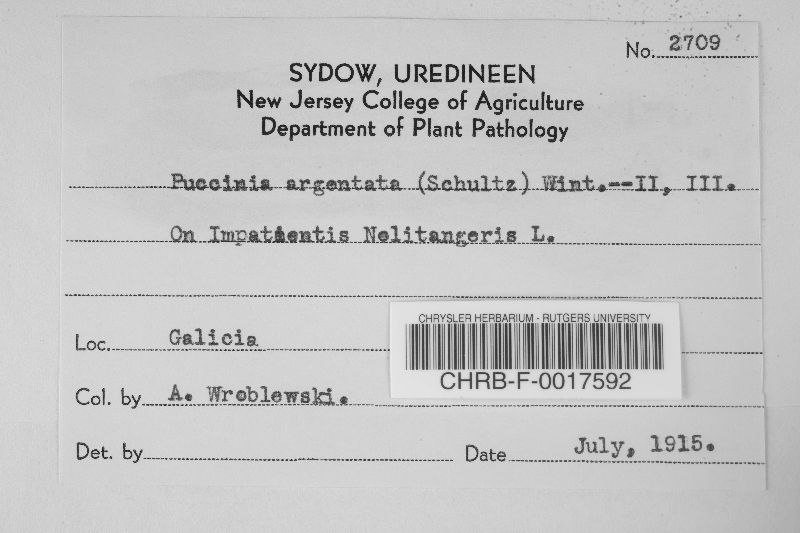 No. 2709
SYDOW, UREDINEEN
New Jersey College of Agriculture
Department of Plant Pathology
Puccinia argentata (Schultz) Wint.--II, III.
On Impatientis Nolitangeris L.
Loc. Galicia
CHRYSLER HERBARIUM - RUTGERS UNIVERSITY
CHRB-F-0017592
Col. by A. Wroblewski.
Det. by Date July, 1915.